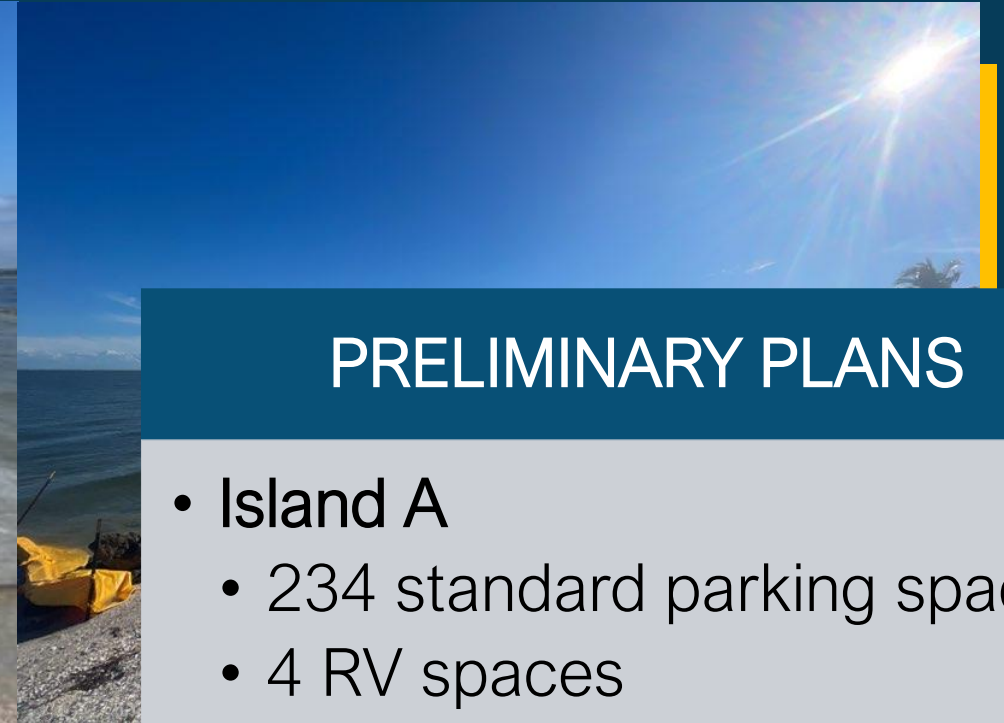 PRELIMINARY PLANS
• Island A
• 234 standard parking
• 4 RV spaces